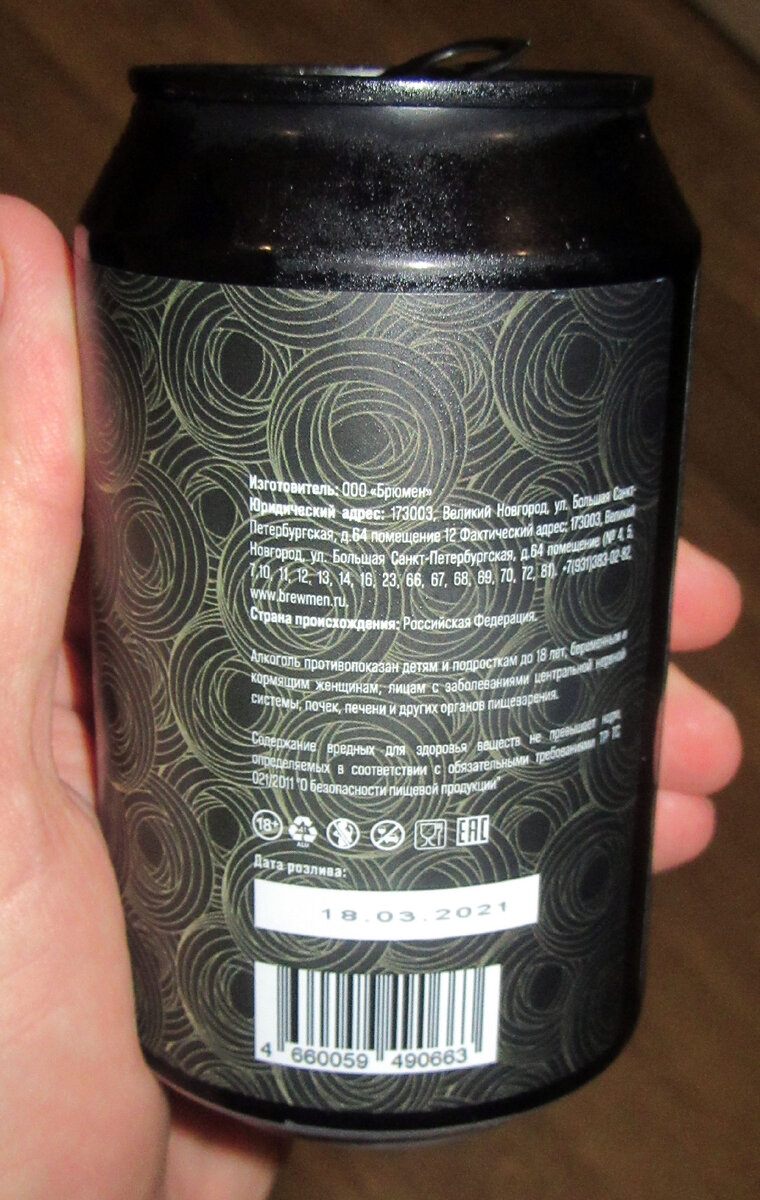 Изготовитель: ООО «Брюмен»
Юридический адрес: 173003, Великий Новгород, ул. Большая Санкт-
Петербургская, д.64 помещение 12 Фактический адрес: 173003, Великий
Новгород, ул. Большая Санкт-Петербургская, д.64 помещение (№ 4, 5,
7,10, 11, 12, 13, 14, 16, 23, 66, 67, 68, 69, 70, 72, 81). +7(931)383-02-82.
www.brewmen.ru.
Страна происхождения: Российская Федерация.
Алкоголь противопоказан детям и подросткам до 18 лет, беременным и
кормящим женщинам, лицам с заболеваниями центральной нервной
системы, почек, печени и других органов пищеварения.
Содержание вредных для здоровья веществ не превышает норм,
определяемых в соответствии с обязательными требованиями ТР ТС
021/2011 "О безопасности пищевой продукции"
18+ 41 ALU EAC
Дата розлива:
18.03.2021
4 660059 490663